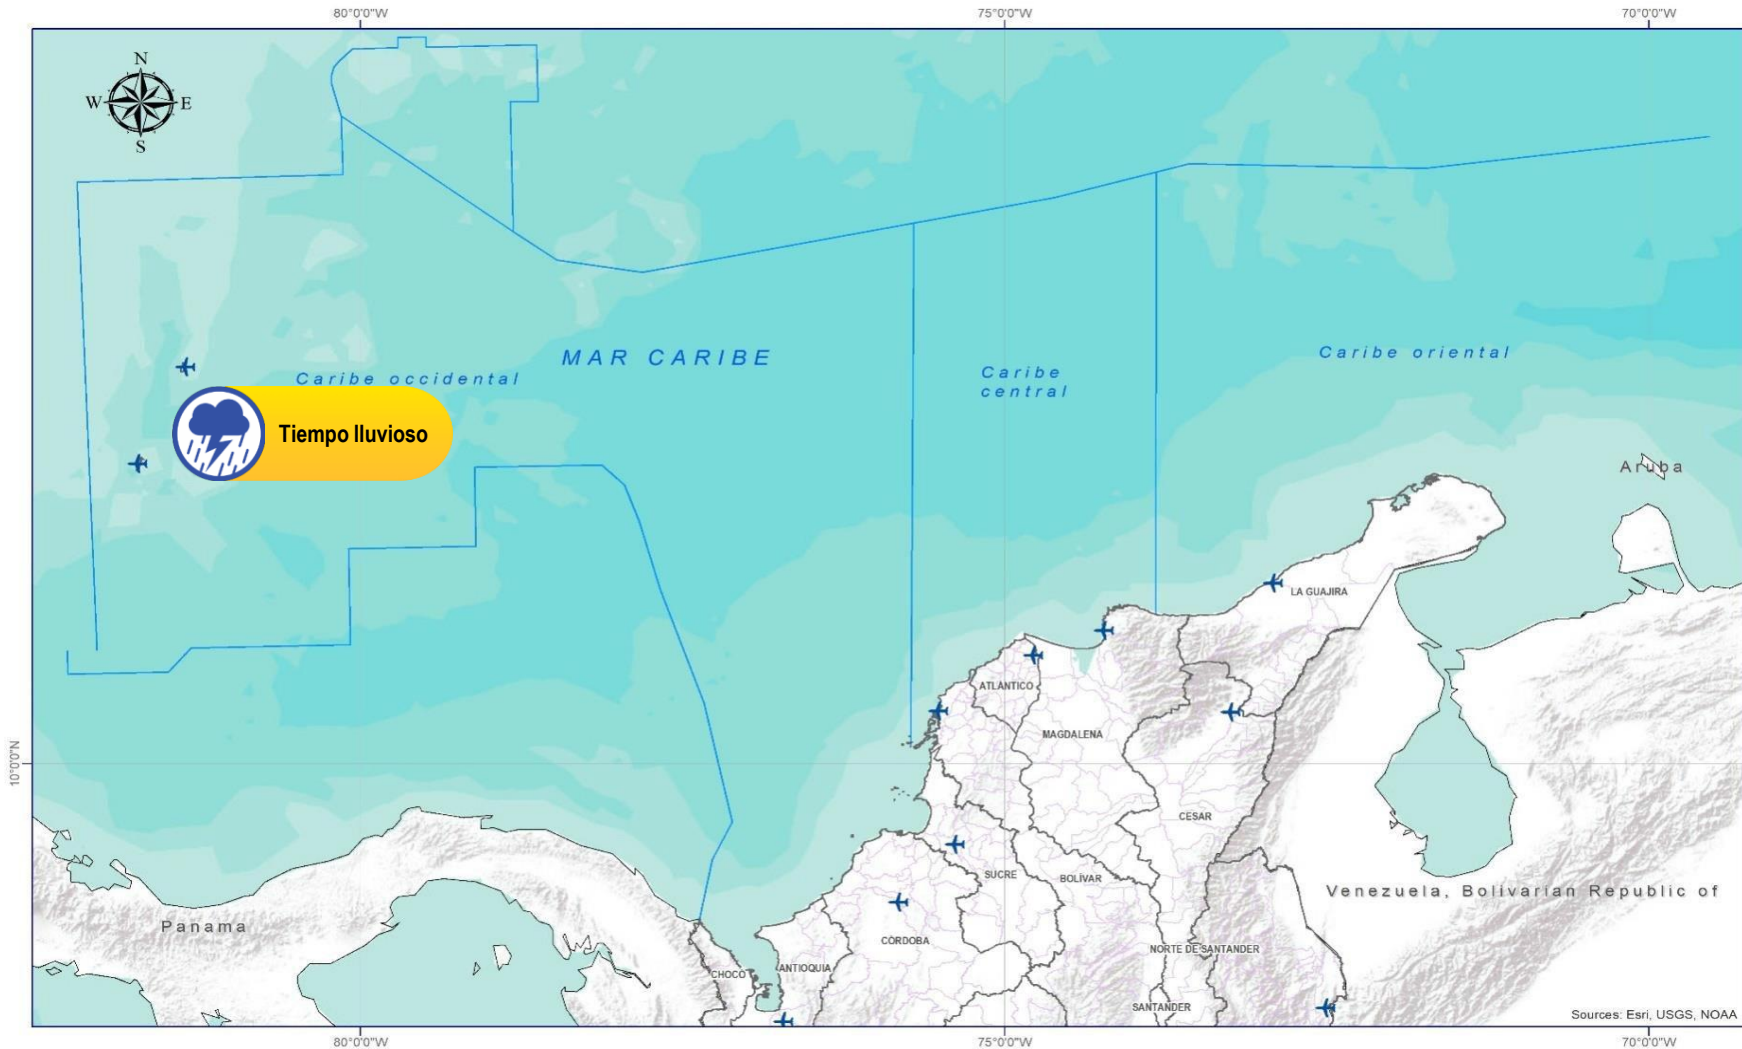 80°0'0"W
75°0'0"W
70°0'0"W
N
W
E
S
MAR CARIBE
Caribe oriental
Caribe occidental
Caribe
central
Tiempo lluvioso
Aruba
LA GUAJIRA
ATLANTICO
MAGDALENA
10°0'0"N
CESAR
SUCRE
BOLÍVAR
Venezuela, Bolivarian Republic of
Panama
CÓRDOBA
NORTE DE SANTANDER
CHOCO
ANTIOQUIA
SANTANDER
Sources: Esri, USGS, NOAA
80°0'0"W
75°0'0"W
70°0'0"W